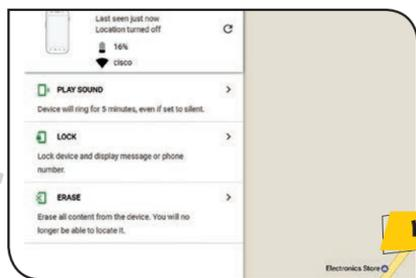 Last seen just now
Location turned off
16%
cisco
PLAY SOUND
Device will ring for 5 minutes, even if set to silent.
LOCK
Lock device and display message or phone
number.
ERASE
Erase all content from the device. You will no
longer be able to locate it.
Electronics Store